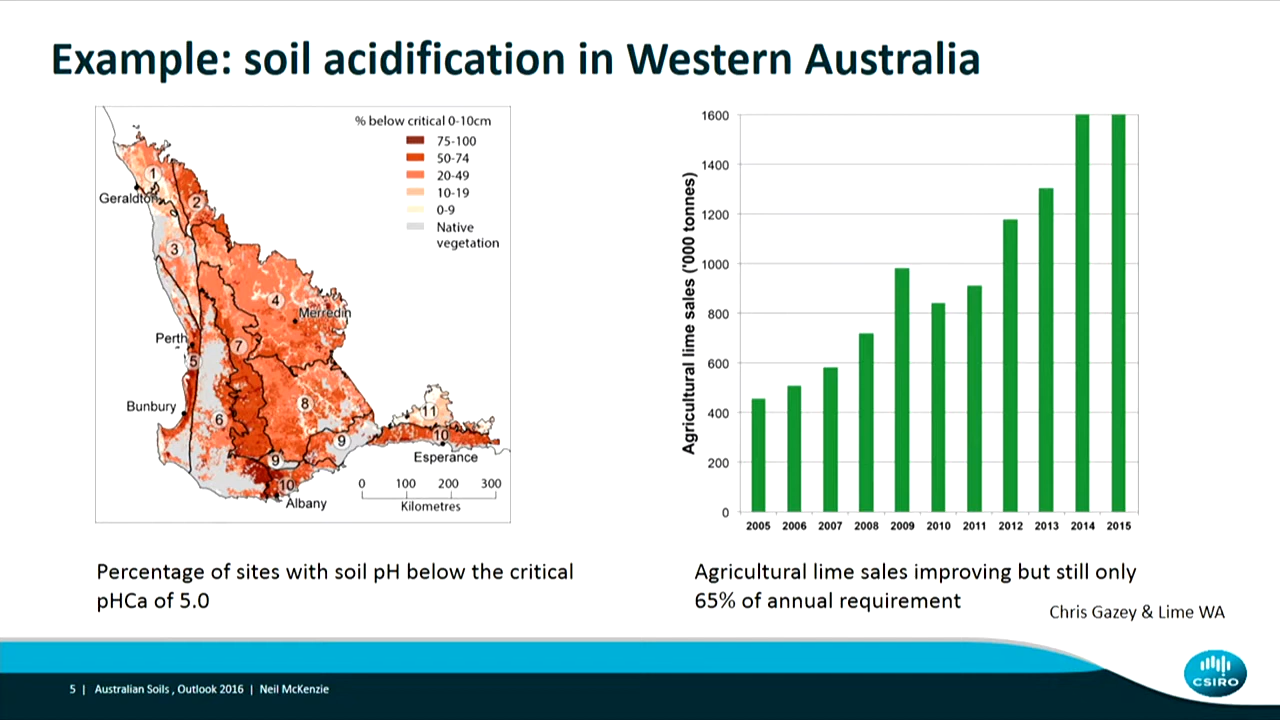 Example: soil acidification in Western Australia
% below critical 0-10cm
75-100
50-74
20-49
10-19
0-9
Native
vegetation
1
Geraldton
2
3
4
Merredin
Perth
7
5
Bunbury
8
6
11
9
10
Esperance
9
10
Albany
0 100 200 300
Kilometres
Agricultural lime sales ('000 tonnes)
1600
1400
1200
1000
800
600
400
200
0
2005 2006 2007 2008 2009 2010 2011 2012 2013 2014 2015
Percentage of sites with soil pH below the critical
pHCa of 5.0
Agricultural lime sales improving but still only
65% of annual requirement
Chris Gazey & Lime WA
5 | Australian Soils , Outlook 2016 | Neil McKenzie
CSIRO